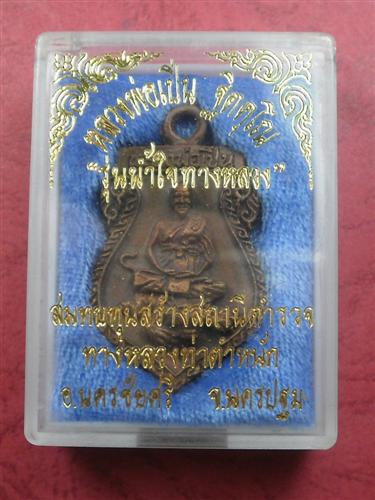 หลวงพ่อเปิ่น ฐิตคุโณ
"รุ่นน้ำใจทางหลวง"
สมทบทุนสร้างสถานีตำรวจ
ทางหลวงท่าตำหนัก
อ.นครชัยศรี จ.นครปฐม